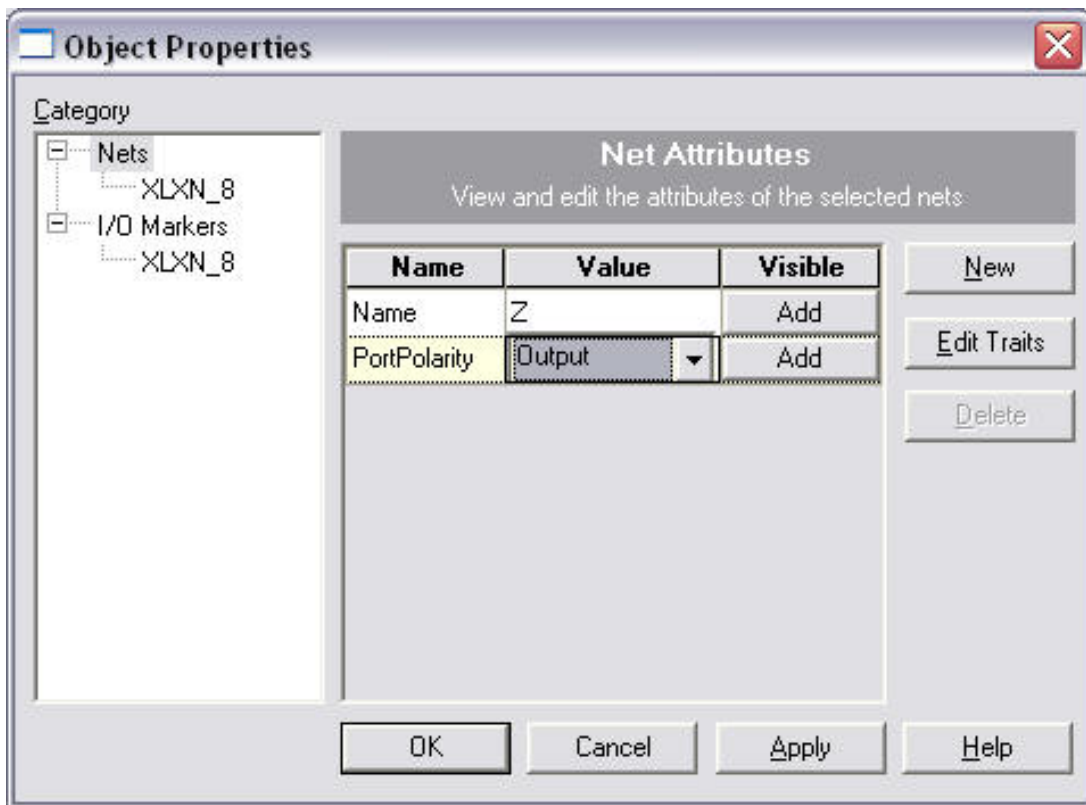 Object Properties
Category
Nets
XLXN_8
I/O Markers
XLXN_8
Net Attributes
View and edit the attributes of the selected nets
Name Value Visible
Name Z Add
PortPolarity Output Add
New
Edit Traits
Delete
OK Cancel Apply Help